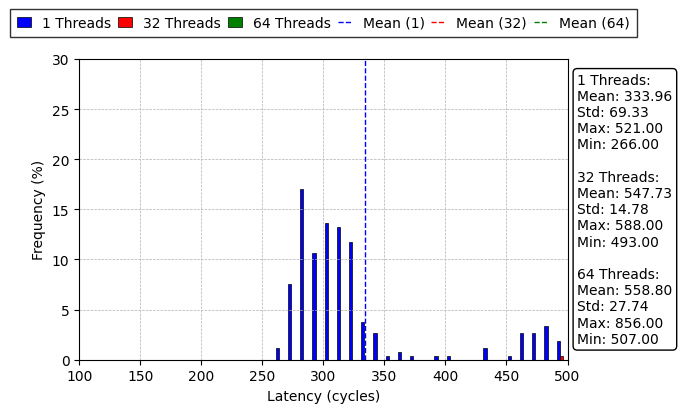 1 Threads 32 Threads 64 Threads Mean (1) Mean (32) Mean (64)
30
25
20
15
10
5
0
Frequency (%)
100 150 200 250 300 350 400 450 500
Latency (cycles)
1 Threads:
Mean: 333.96
Std: 69.33
Max: 521.00
Min: 266.00
32 Threads:
Mean: 547.73
Std: 14.78
Max: 588.00
Min: 493.00
64 Threads:
Mean: 558.80
Std: 27.74
Max: 856.00
Min: 507.00